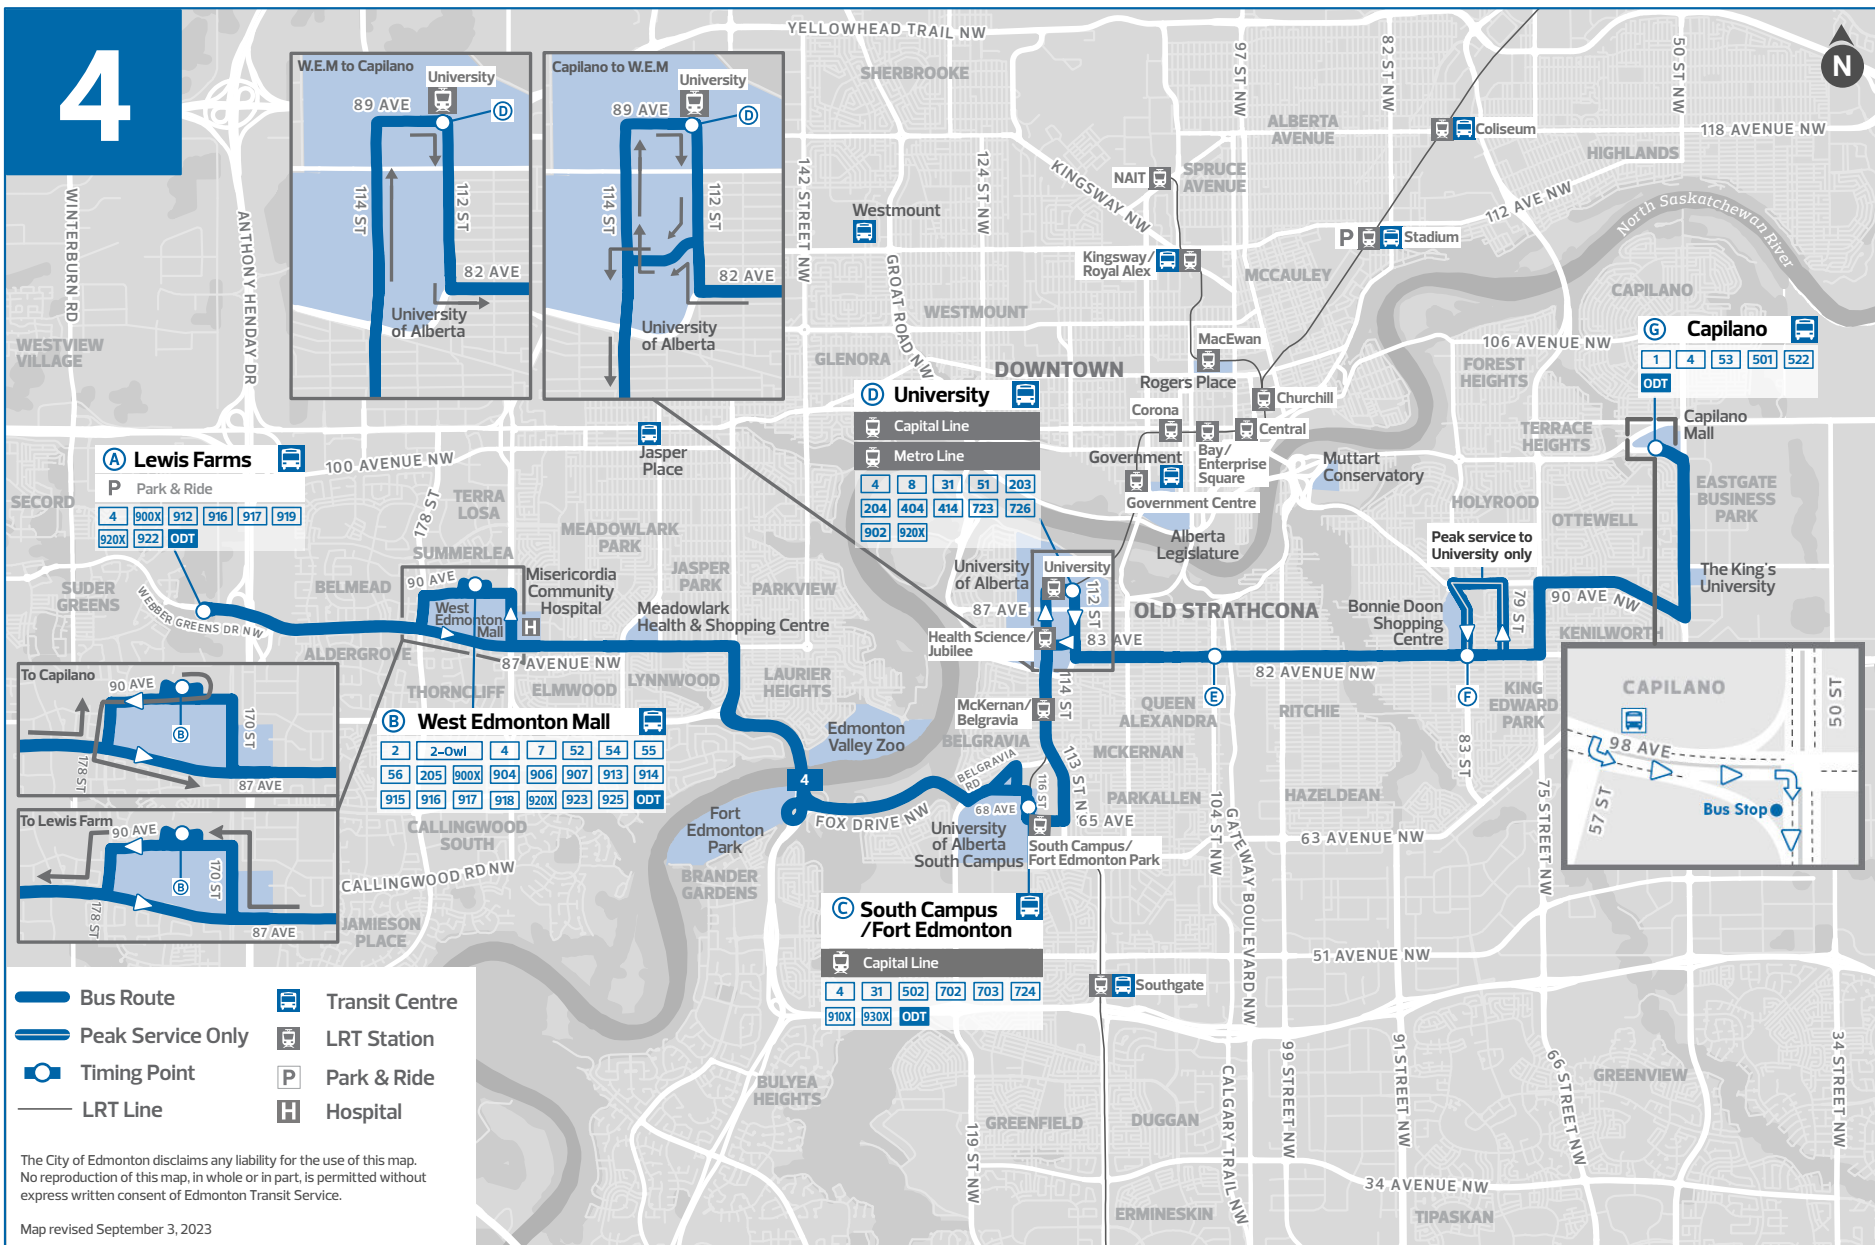 4
W.E.M to Capilano
University
89 AVE
D
114 ST
112 ST
82 AVE
University
of Alberta
Capilano to W.E.M
University
89 AVE
D
114 ST
112 ST
82 AVE
University
of Alberta
N
YELLOWHEAD TRAIL NW
SHERBROOKE
97 ST NW
82 ST NW
50 ST NW
ALBERTA
AVENUE
Coliseum
118 AVENUE NW
HIGHLANDS
142 STREET NW
124 ST NW
KINGSWAY NW
NAIT
SPRUCE
AVENUE
112 AVE NW
North Saskatchewan River
WINTERBURN RD
ANTHONY HENDAY DR
Westmount
P
Stadium
Kingsway/
Royal Alex
MCCAULEY
CAPILANO
GROAT ROAD NW
WESTMOUNT
WESTVIEW
VILLAGE
GLENORA
MacEwan
DOWNTOWN
Rogers Place
Churchill
106 AVENUE NW
FOREST
HEIGHTS
G Capilano
1 4 53 501 522
ODT
Capilano
Mall
D University
Capital Line
Metro Line
4 8 31 51 203
204 404 414 723 726
902 920X
Corona
Central
Government
Bay/
Enterprise
Square
Government Centre
Muttart
Conservatory
TERRACE
HEIGHTS
HOLYROOD
OTTEWELL
EASTGATE
BUSINESS
PARK
Jasper
Place
A Lewis Farms
P Park & Ride
4 900X 912 916 917 919
920X 922 ODT
100 AVENUE NW
SECORD
178 ST
TERRA
LOSA
SUMMERLEA
MEADOWLARK
PARK
JASPER
PARK
PARKVIEW
Alberta
Legislature
Peak service to
University only
SUDER
GREENS
BELMEAD
90 AVE
West
Edmonton
Mall
Misericordia
Community
Hospital
H
Meadowlark
Health & Shopping Centre
WEBBER GREENS DR NW
University
of Alberta
University
87 AVE
112 ST
Health Science/
Jubilee
83 AVE
OLD STRATHCONA
Bonnie Doon
Shopping
Centre
79 ST
90 AVE NW
The King's
University
KENILWORTH
ALDERGROVE
87 AVENUE NW
THORNCLIFF
ELMWOOD
LYNNWOOD
LAURIER
HEIGHTS
82 AVENUE NW
E
F
114 ST
McKernan/
Belgravia
QUEEN
ALEXANDRA
RITCHIE
KING
EDWARD
PARK
83 ST
To Capilano
90 AVE
B
170 ST
178 ST
87 AVE
To Lewis Farm
90 AVE
B
170 ST
178 ST
87 AVE
B West Edmonton Mall
2 2-Owl 4 7 52 54 55
56 205 900X 904 906 907 913 914
915 916 917 918 920X 923 925 ODT
CALLINGWOOD
SOUTH
CALLINGWOOD RD NW
JAMIESON
PLACE
Edmonton
Valley Zoo
4
Fort
Edmonton
Park
FOX DRIVE NW
BRANDER
GARDENS
BELGRAVIA
BELGRAVIA
RD
68 AVE
116 ST
113 ST N
65 AVE
MCKERNAN
PARKALLEN
University
of Alberta
South Campus
South Campus/
Fort Edmonton Park
104 ST NW
GATEWAY BOULEVARD NW
HAZELDEAN
63 AVENUE NW
75 STREET NW
CAPILANO
98 AVE
57 ST
50 ST
Bus Stop
C South Campus
/Fort Edmonton
Capital Line
4 31 502 702 703 724
910X 930X ODT
51 AVENUE NW
Southgate
BULYEA
HEIGHTS
GREENFIELD
DUGGAN
119 ST NW
CALGARY TRAIL NW
99 STREET NW
91 STREET NW
66 STREET NW
GREENVIEW
34 STREET NW
34 AVENUE NW
ERMINESKIN
TIPASKAN
Bus Route
Peak Service Only
Timing Point
LRT Line
Transit Centre
LRT Station
P Park & Ride
H Hospital
The City of Edmonton disclaims any liability for the use of this map.
No reproduction of this map, in whole or in part, is permitted without
express written consent of Edmonton Transit Service.
Map revised September 3, 2023